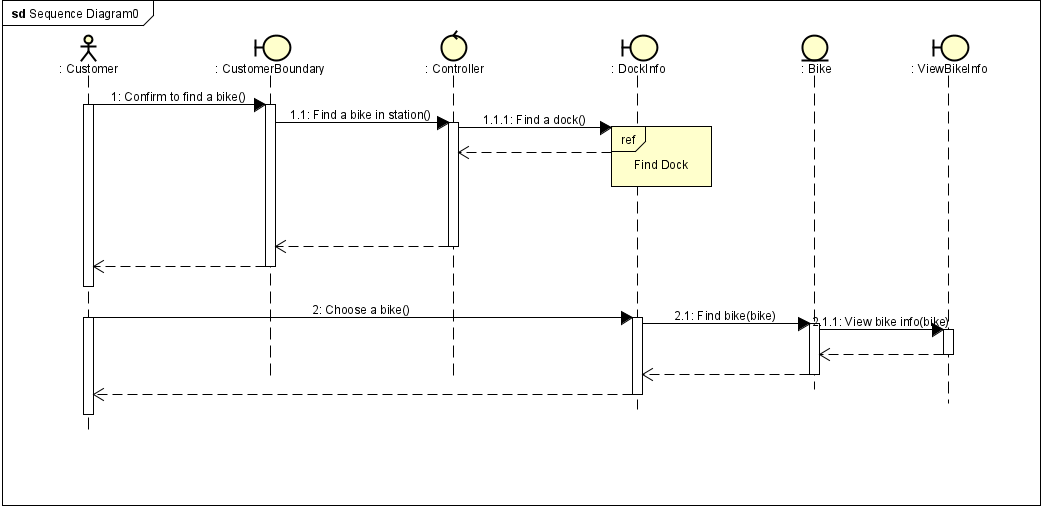 sd Sequence Diagram0
: Customer
: CustomerBoundary
: Controller
: DockInfo
: Bike
: ViewBikeInfo
1: Confirm to find a bike()
1.1: Find a bike in station()
1.1.1: Find a dock()
ref
Find Dock
2: Choose a bike()
2.1: Find bike(bike)
2.1.1: View bike info(bike)